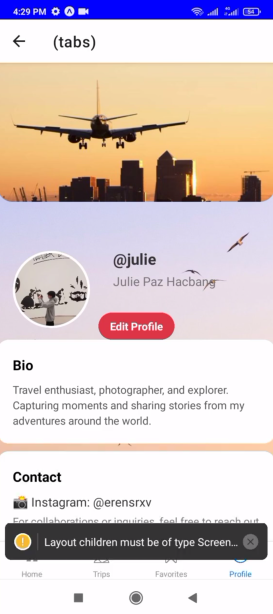 4:29 PM
4G
54
(tabs)
@julie
Julie Paz Hacbang
Edit Profile
Bio
Travel enthusiast, photographer, and explorer.
Capturing moments and sharing stories from my
adventures around the world.
Contact
📸 Instagram: @erensrxv
For collaborations or inquiries, feel free to reach out
Layout children must be of type Screen...
Home
Trips
Favorites
Profile